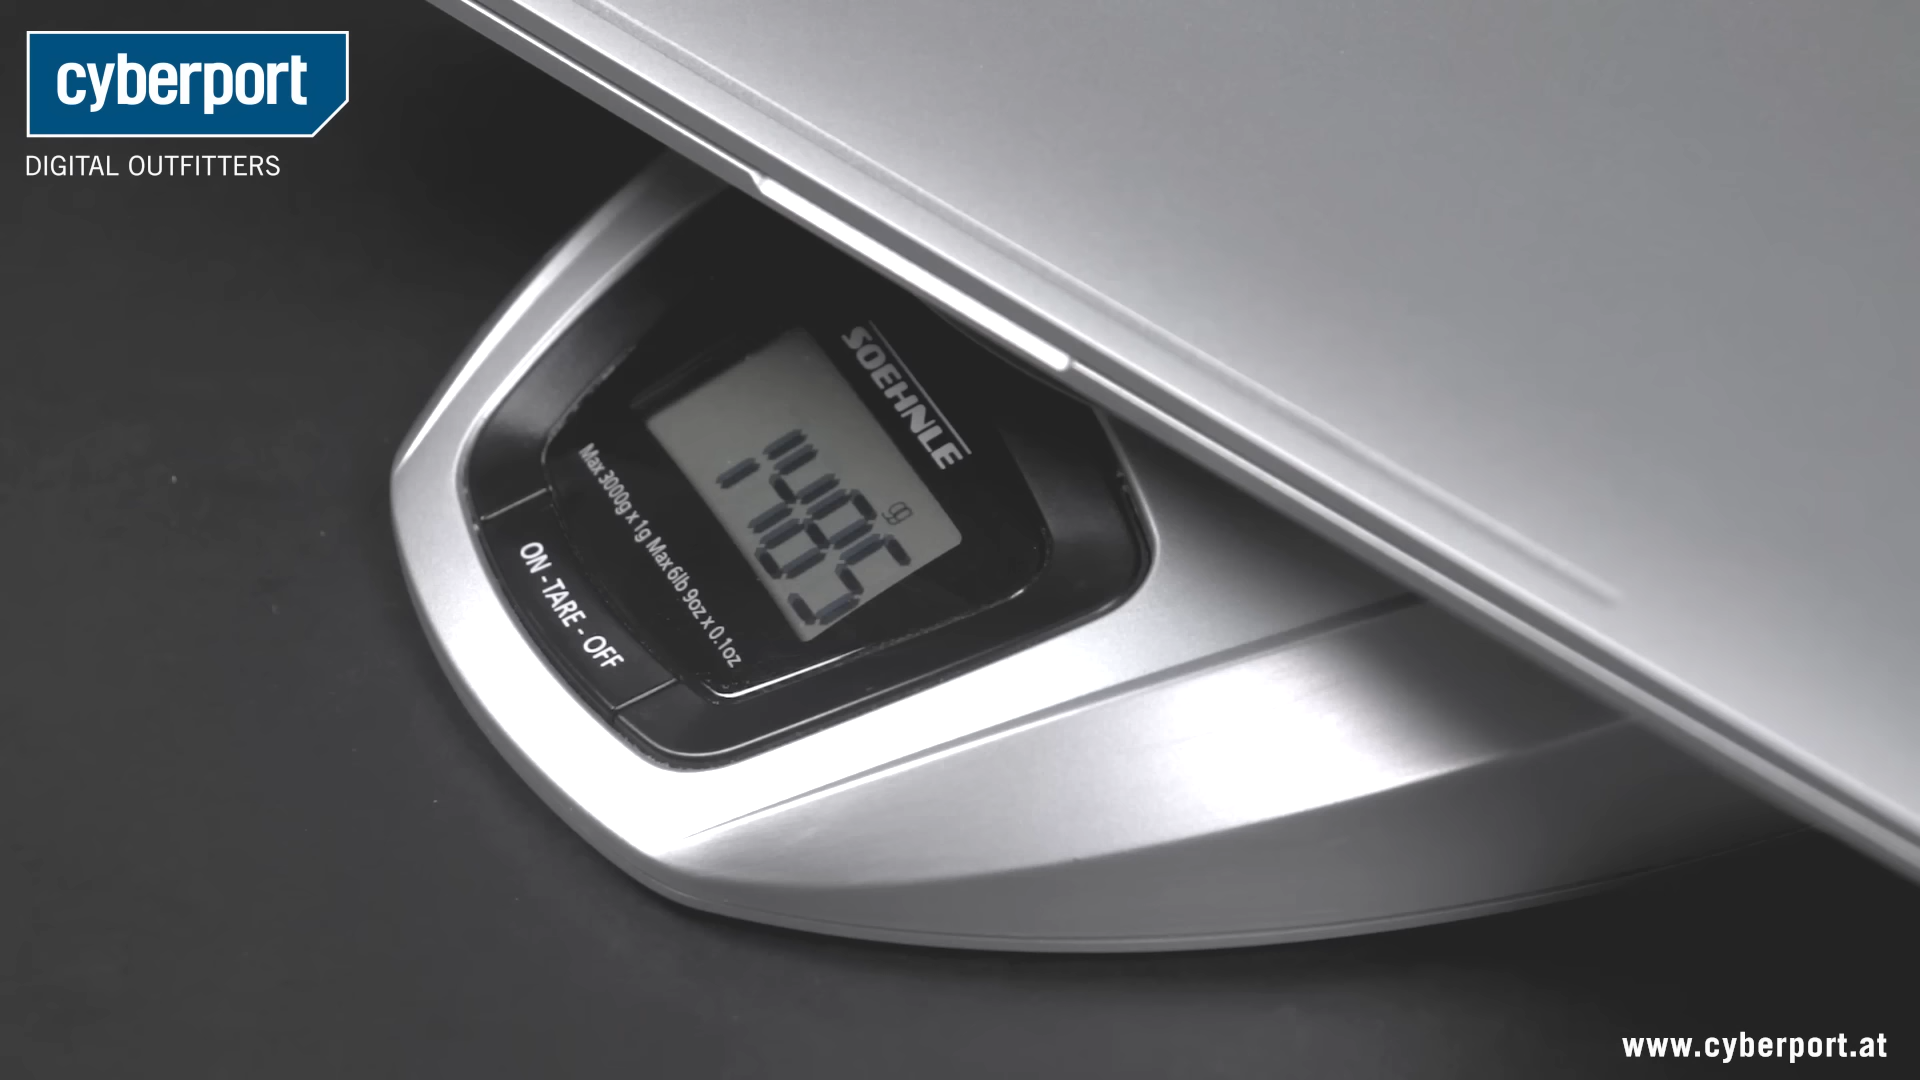 cyberport
DIGITAL OUTFITTERS
SOEHNLE
1485 g
Max 3000g x 1g Max 6lb 9oz x 0.1oz
ON - TARE - OFF
www.cyberport.at